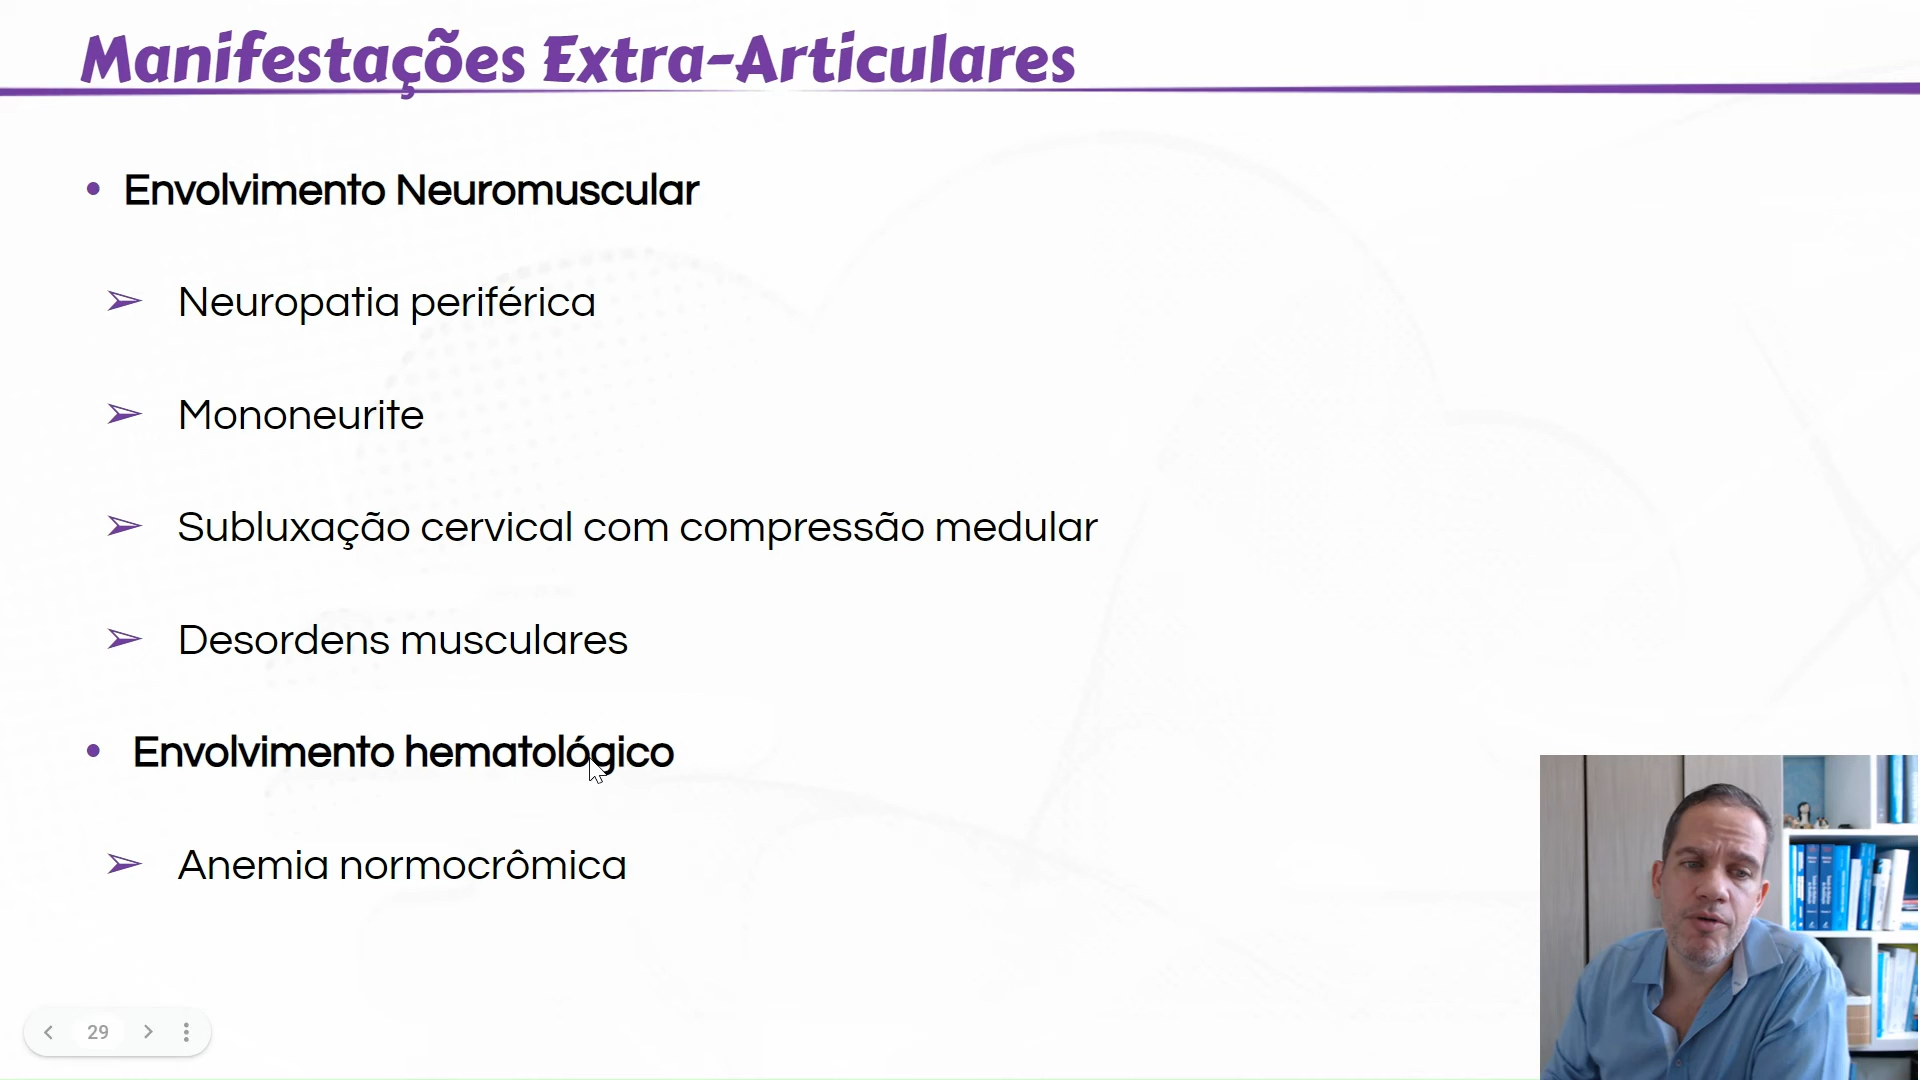 Manifestações Extra-Articulares
• Envolvimento Neuromuscular
➢ Neuropatia periférica
➢ Mononeurite
➢ Subluxação cervical com compressão medular
➢ Desordens musculares
• Envolvimento hematológico
➢ Anemia normocrômica
29